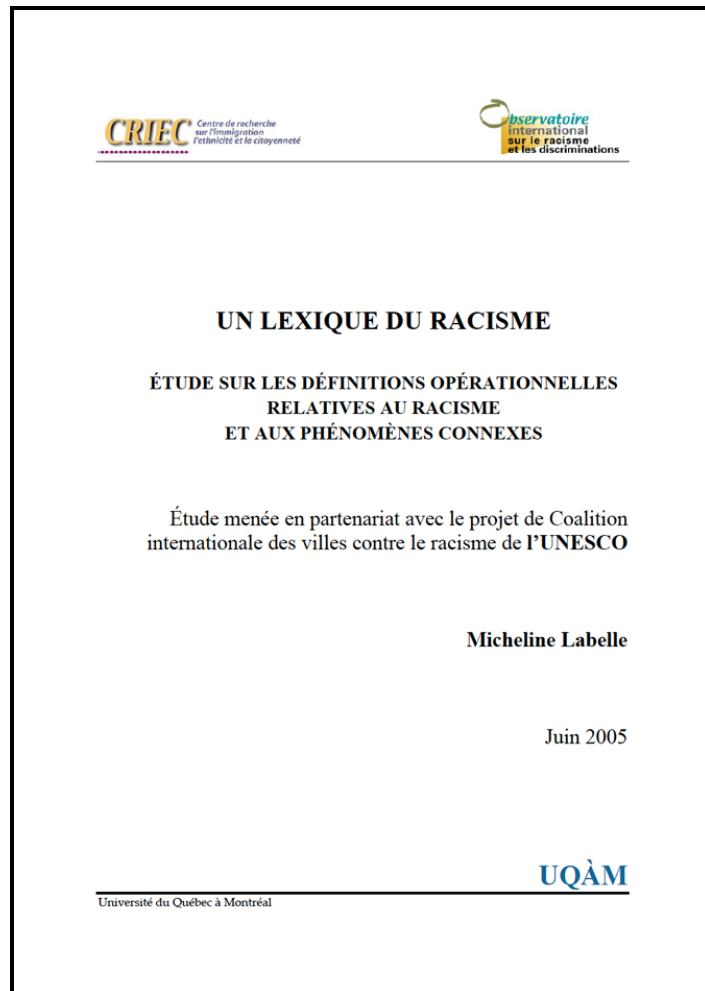 CRIEC
Centre de recherche
sur l'immigration
l'ethnicité et la citoyenneté
Observatoire
international
sur le racisme
et les discriminations
UN LEXIQUE DU RACISME
ÉTUDE SUR LES DÉFINITIONS OPÉRATIONNELLES
RELATIVES AU RACISME
ET AUX PHÉNOMÈNES CONNEXES
Étude menée en partenariat avec le projet de Coalition
internationale des villes contre le racisme de l'UNESCO
Micheline Labelle
Juin 2005
UQÀM
Université du Québec à Montréal